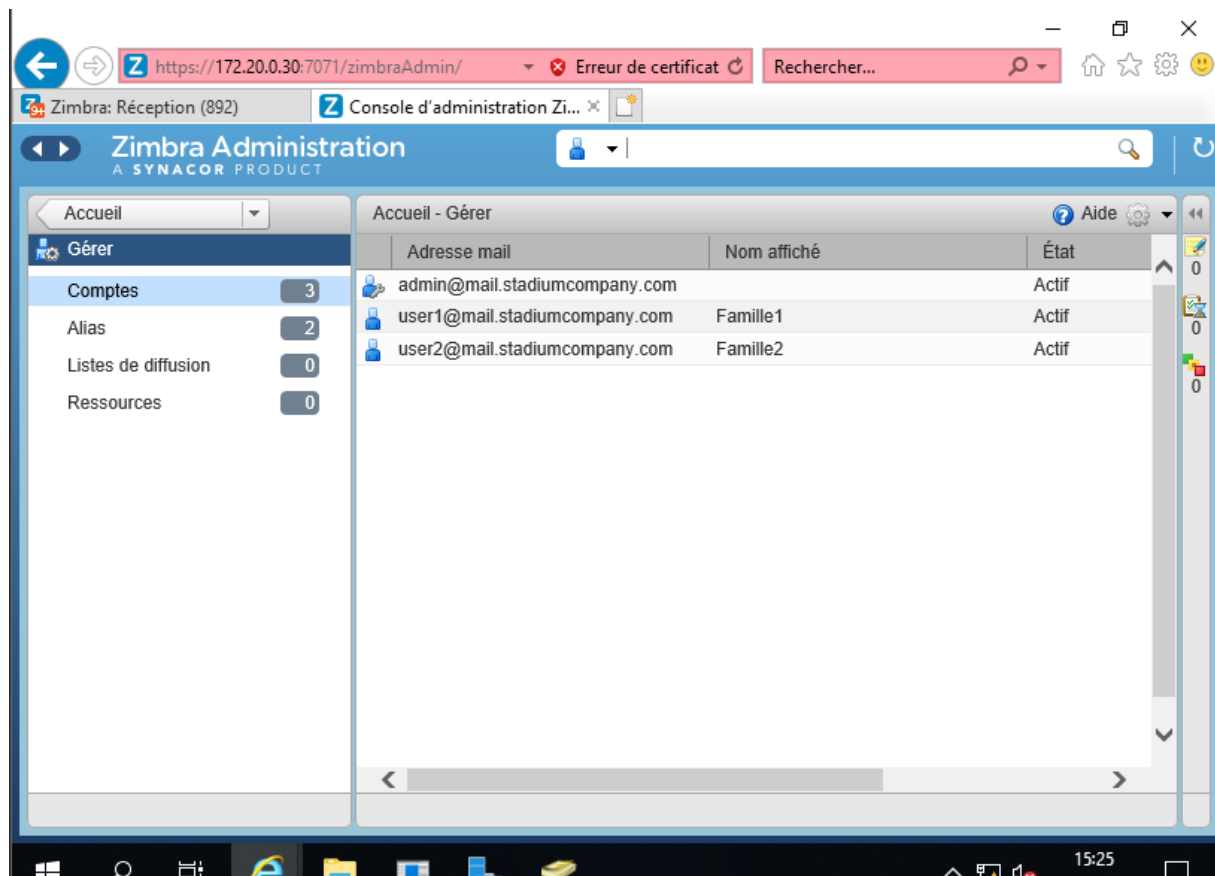 https://172.20.0.30:7071/zimbraAdmin/ Erreur de certificat Rechercher...
Zimbra: Réception (892) Console d'administration Zi...
Zimbra Administration
A SYNACOR PRODUCT
Accueil
Accueil - Gérer Aide
Gérer
Adresse mail Nom affiché État
Comptes 3
Alias 2
Listes de diffusion 0
Ressources 0
admin@mail.stadiumcompany.com Actif
user1@mail.stadiumcompany.com Famille1 Actif
user2@mail.stadiumcompany.com Famille2 Actif
0
0
0
15:25